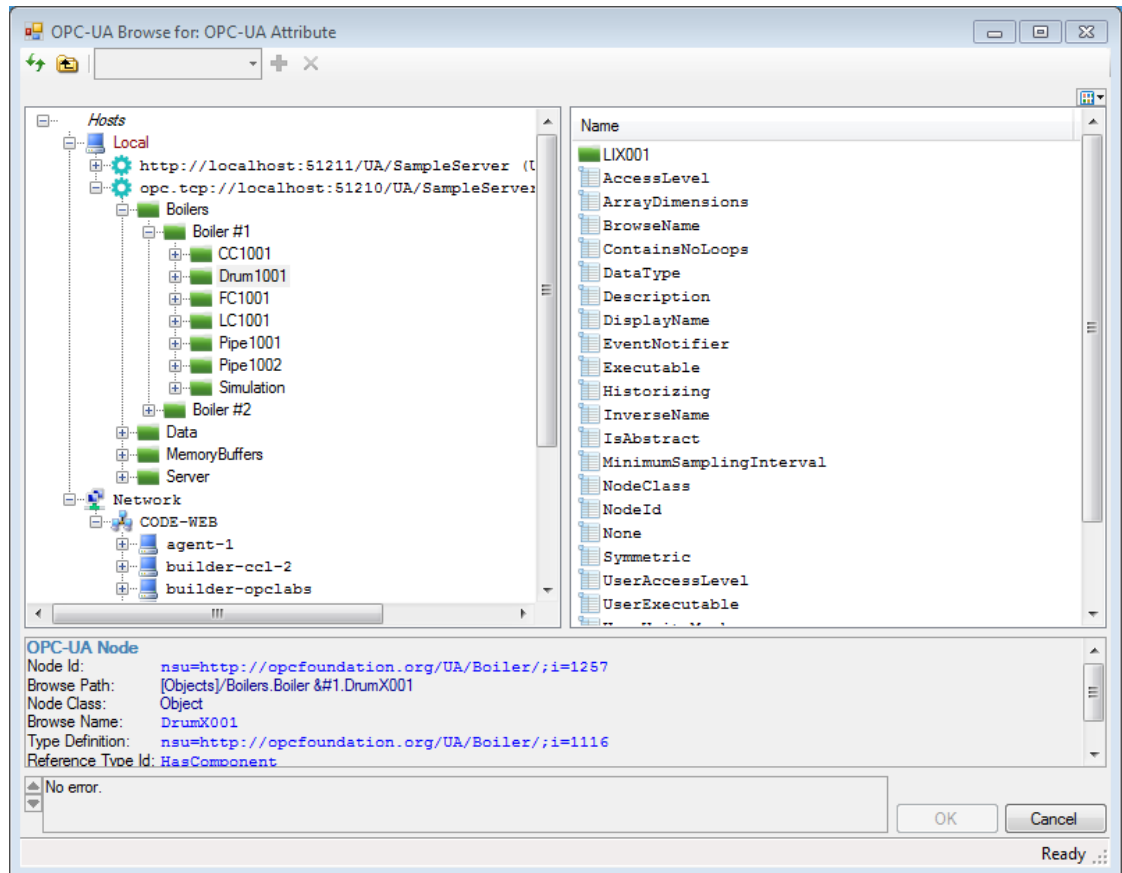 OPC-UA Browse for: OPC-UA Attribute
Hosts
Local
http://localhost:51211/UA/SampleServer (U
opc.tcp://localhost:51210/UA/SampleServer
Boilers
Boiler #1
CC1001
Drum1001
FC1001
LC1001
Pipe1001
Pipe1002
Simulation
Boiler #2
Data
MemoryBuffers
Server
Network
CODE-WEB
agent-1
builder-ccl-2
builder-opclabs
Name
LIX001
AccessLevel
ArrayDimensions
BrowseName
ContainsNoLoops
DataType
Description
DisplayName
EventNotifier
Executable
Historizing
InverseName
IsAbstract
MinimumSamplingInterval
NodeClass
NodeId
None
Symmetric
UserAccessLevel
UserExecutable
OPC-UA Node
Node Id: nsu=http://opcfoundation.org/UA/Boiler/;i=1257
Browse Path: [Objects]/Boilers.Boiler &#1.DrumX001
Node Class: Object
Browse Name: DrumX001
Type Definition: nsu=http://opcfoundation.org/UA/Boiler/;i=1116
Reference Type Id: HasComponent
No error.
OK
Cancel
Ready